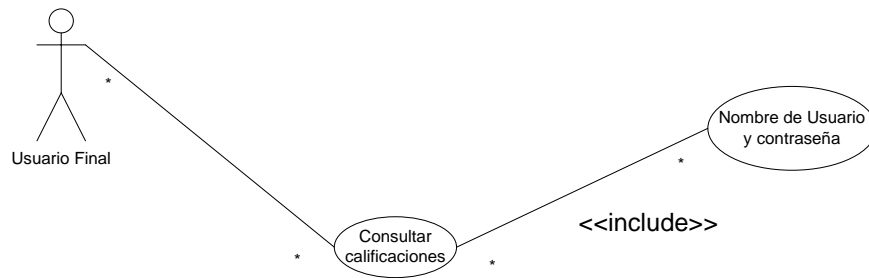 *
Nombre de Usuario
y contraseña
Usuario Final
*
<<include>>
Consultar
calificaciones
*
*